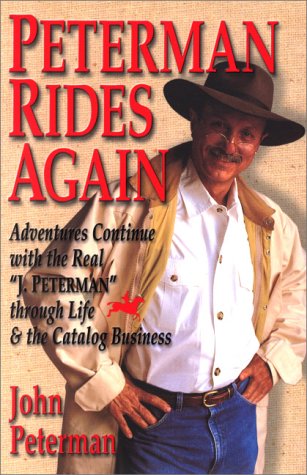 PETERMAN
RIDES
AGAIN
Adventures Continue
with the Real
"J. PETERMAN"
through Life
& the Catalog Business
John
Peterman